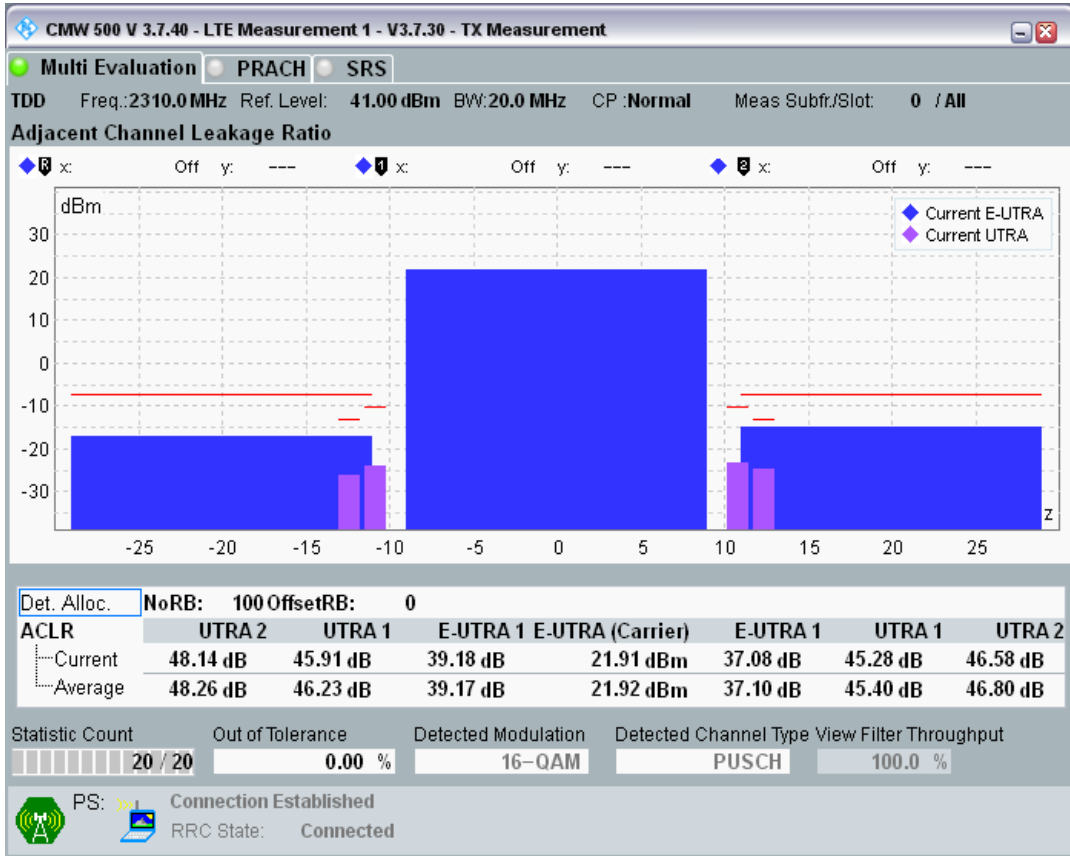 CMW 500 V 3.7.40 - LTE Measurement 1 - V3.7.30 - TX Measurement
Multi Evaluation PRACH SRS
TDD Freq.:2310.0 MHz Ref. Level: 41.00 dBm BW:20.0 MHz CP :Normal Meas Subfr./Slot: 0 / All
Adjacent Channel Leakage Ratio
R x: Off y: --- 1 x: Off y: --- 2 x: Off y: ---
dBm
Current E-UTRA
Current UTRA
30
20
10
0
-10
-20
-30
z
-25 -20 -15 -10 -5 0 5 10 15 20 25
Det. Alloc. NoRB: 100 OffsetRB: 0
ACLR UTRA 2 UTRA 1 E-UTRA 1 E-UTRA (Carrier) E-UTRA 1 UTRA 1 UTRA 2
Current 48.14 dB 45.91 dB 39.18 dB 21.91 dBm 37.08 dB 45.28 dB 46.58 dB
Average 48.26 dB 46.23 dB 39.17 dB 21.92 dBm 37.10 dB 45.40 dB 46.80 dB
Statistic Count Out of Tolerance Detected Modulation Detected Channel Type View Filter Throughput
20 / 20 0.00 % 16-QAM PUSCH 100.0 %
PS: Connection Established
RRC State: Connected